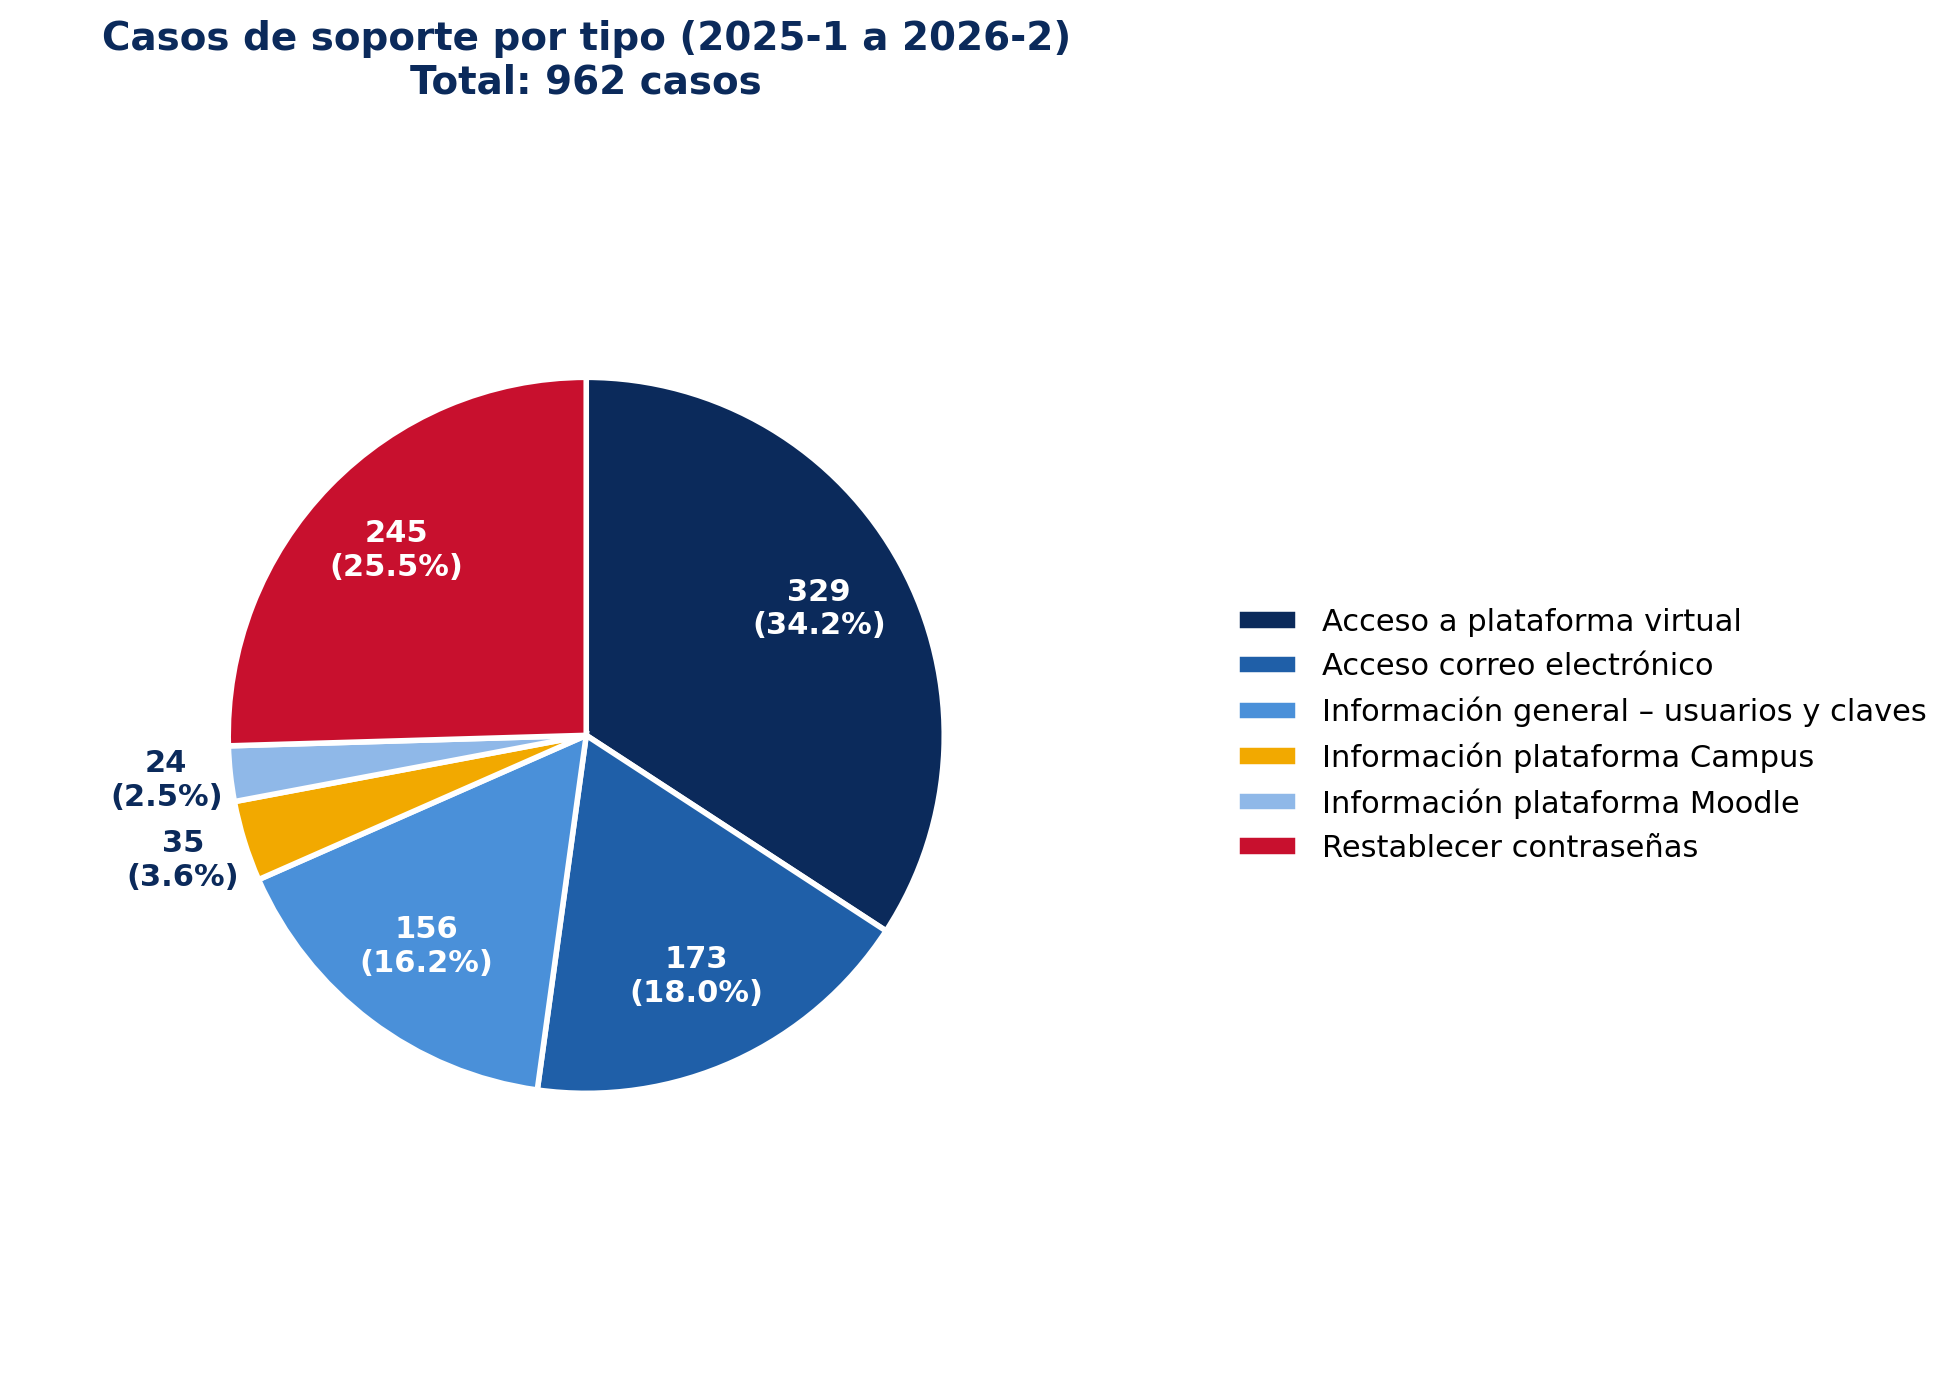 Casos de soporte por tipo (2025-1 a 2026-2)
Total: 962 casos
245
(25.5%)
329
(34.2%)
24
(2.5%)
35
(3.6%)
156
(16.2%)
173
(18.0%)
Acceso a plataforma virtual
Acceso correo electrónico
Información general – usuarios y claves
Información plataforma Campus
Información plataforma Moodle
Restablecer contraseñas